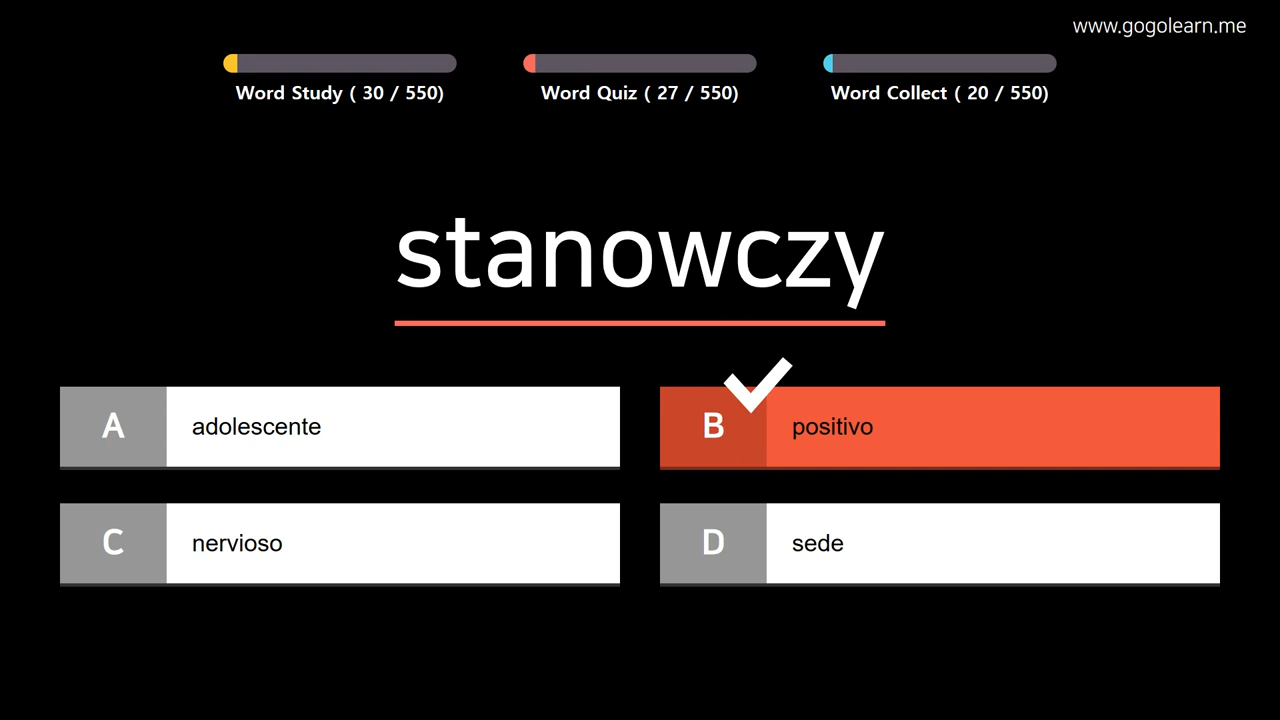 www.gogolearn.me
Word Study ( 30 / 550)
Word Quiz ( 27 / 550)
Word Collect ( 20 / 550)
stanowczy
A adolescente
B positivo
C nervioso
D sede